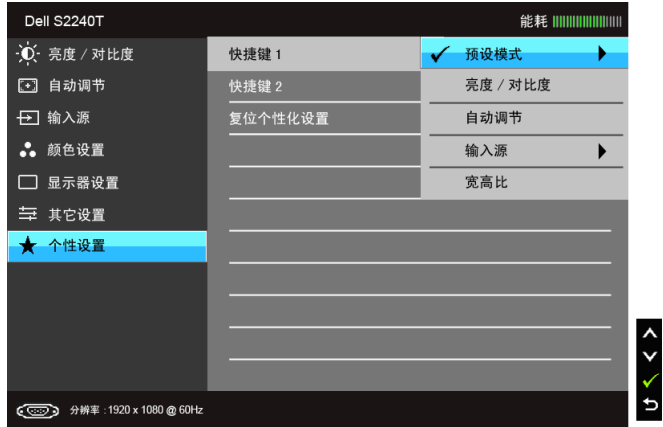 Dell S2240T
能耗
亮度 / 对比度
自动调节
输入源
颜色设置
显示器设置
其它设置
个性设置
快捷键 1
快捷键 2
复位个性化设置
预设模式
亮度 / 对比度
自动调节
输入源
宽高比
分辨率 : 1920 x 1080 @ 60Hz